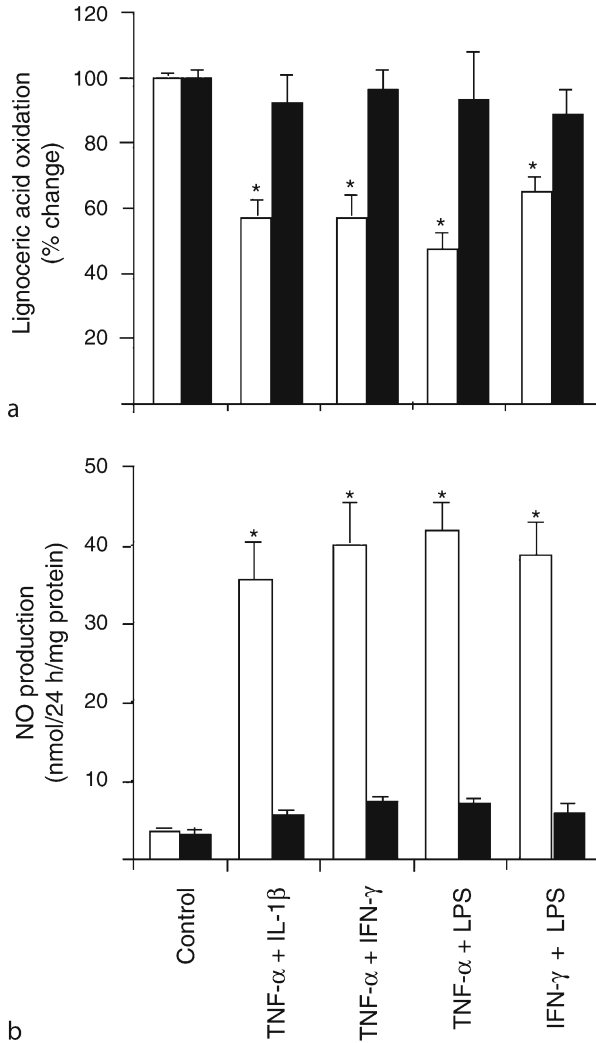 120
100
80
60
40
20
Lignoceric acid oxidation
(% change)
* * * *
a
50
40
30
20
10
NO production
(nmol/24 h/mg protein)
* * * *
Control
TNF-α + IL-1β
TNF-α + IFN-γ
TNF-α + LPS
IFN-γ + LPS
b